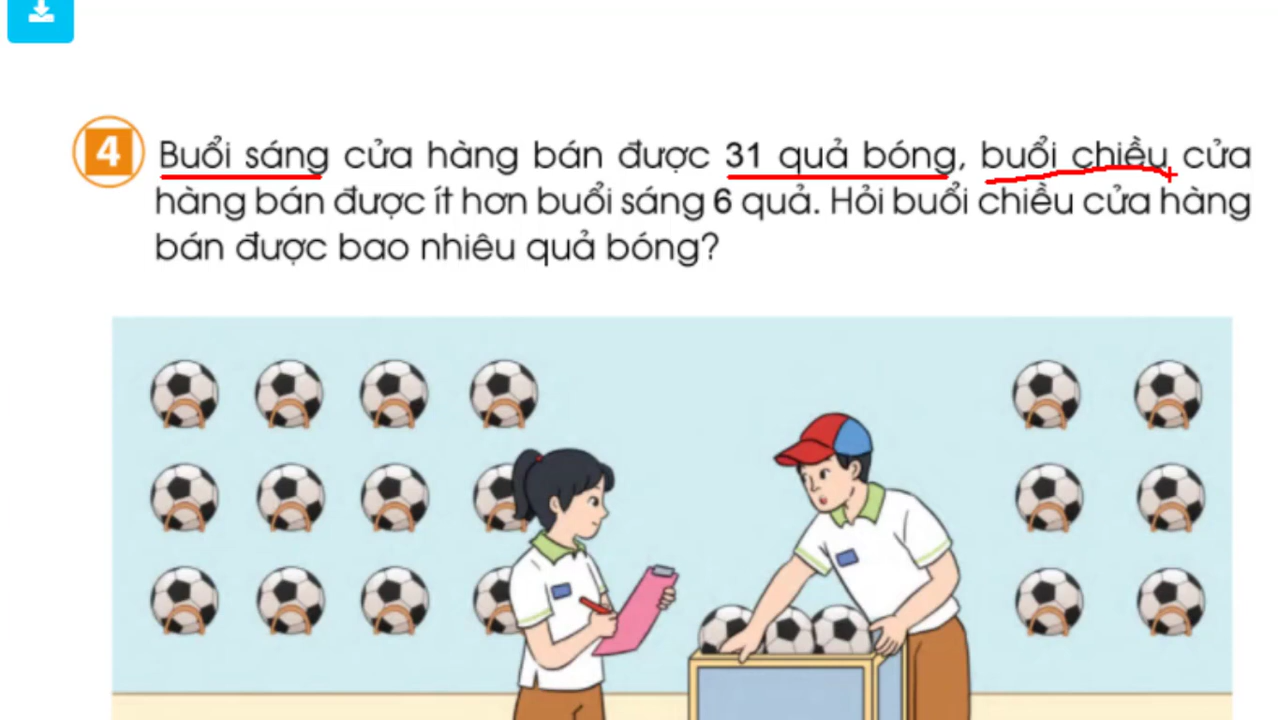 4 Buổi sáng cửa hàng bán được 31 quả bóng, buổi chiều cửa
hàng bán được ít hơn buổi sáng 6 quả. Hỏi buổi chiều cửa hàng
bán được bao nhiêu quả bóng?